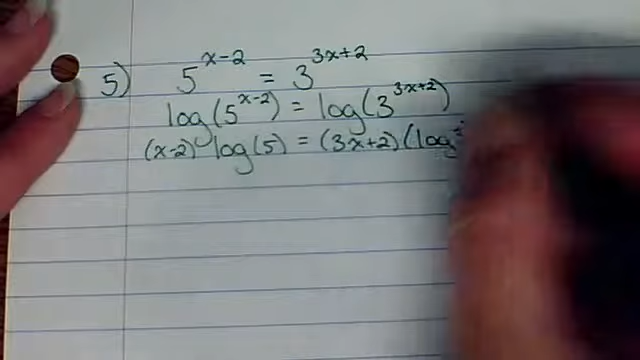 5) 5^(x-2) = 3^(3x+2)
log(5^(x-2)) = log(3^(3x+2))
(x-2) log(5) = (3x+2)(log